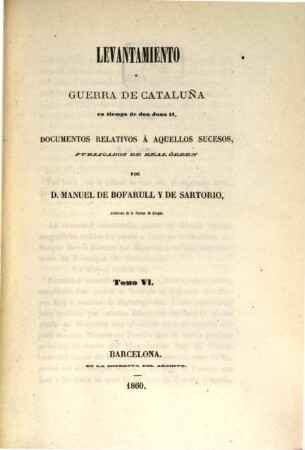 LEVANTAMIENTO
Y
GUERRA DE CATALUÑA
en tiempo de don Juan II,
DOCUMENTOS RELATIVOS Á AQUELLOS SUCESOS,
PUBLICADOS DE REAL ÓRDEN
POR
D. MANUEL DE BOFARULL Y DE SARTORIO,
Archivero de la Corona de Aragon.
Tomo VI.
BARCELONA.
EN LA IMPRENTA DEL ARCHIVO.
1860.